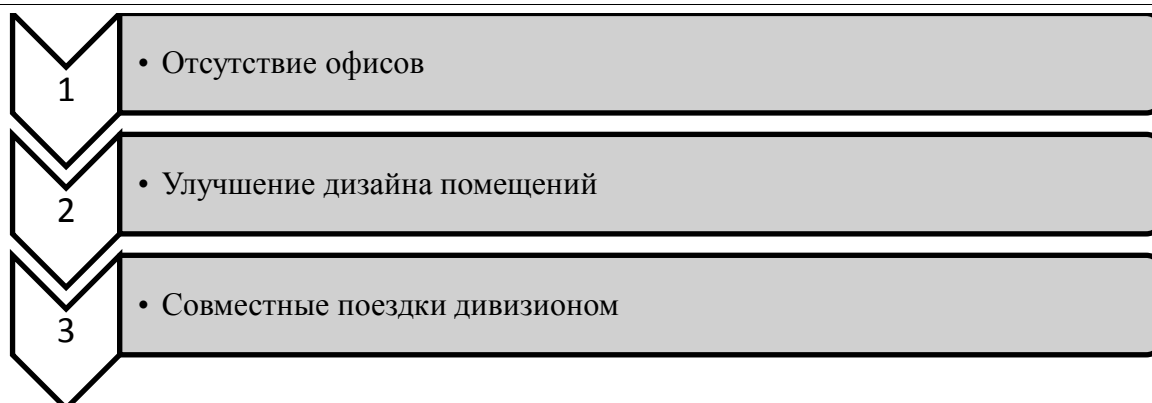 1
• Отсутствие офисов
2
• Улучшение дизайна помещений
3
• Совместные поездки дивизионом